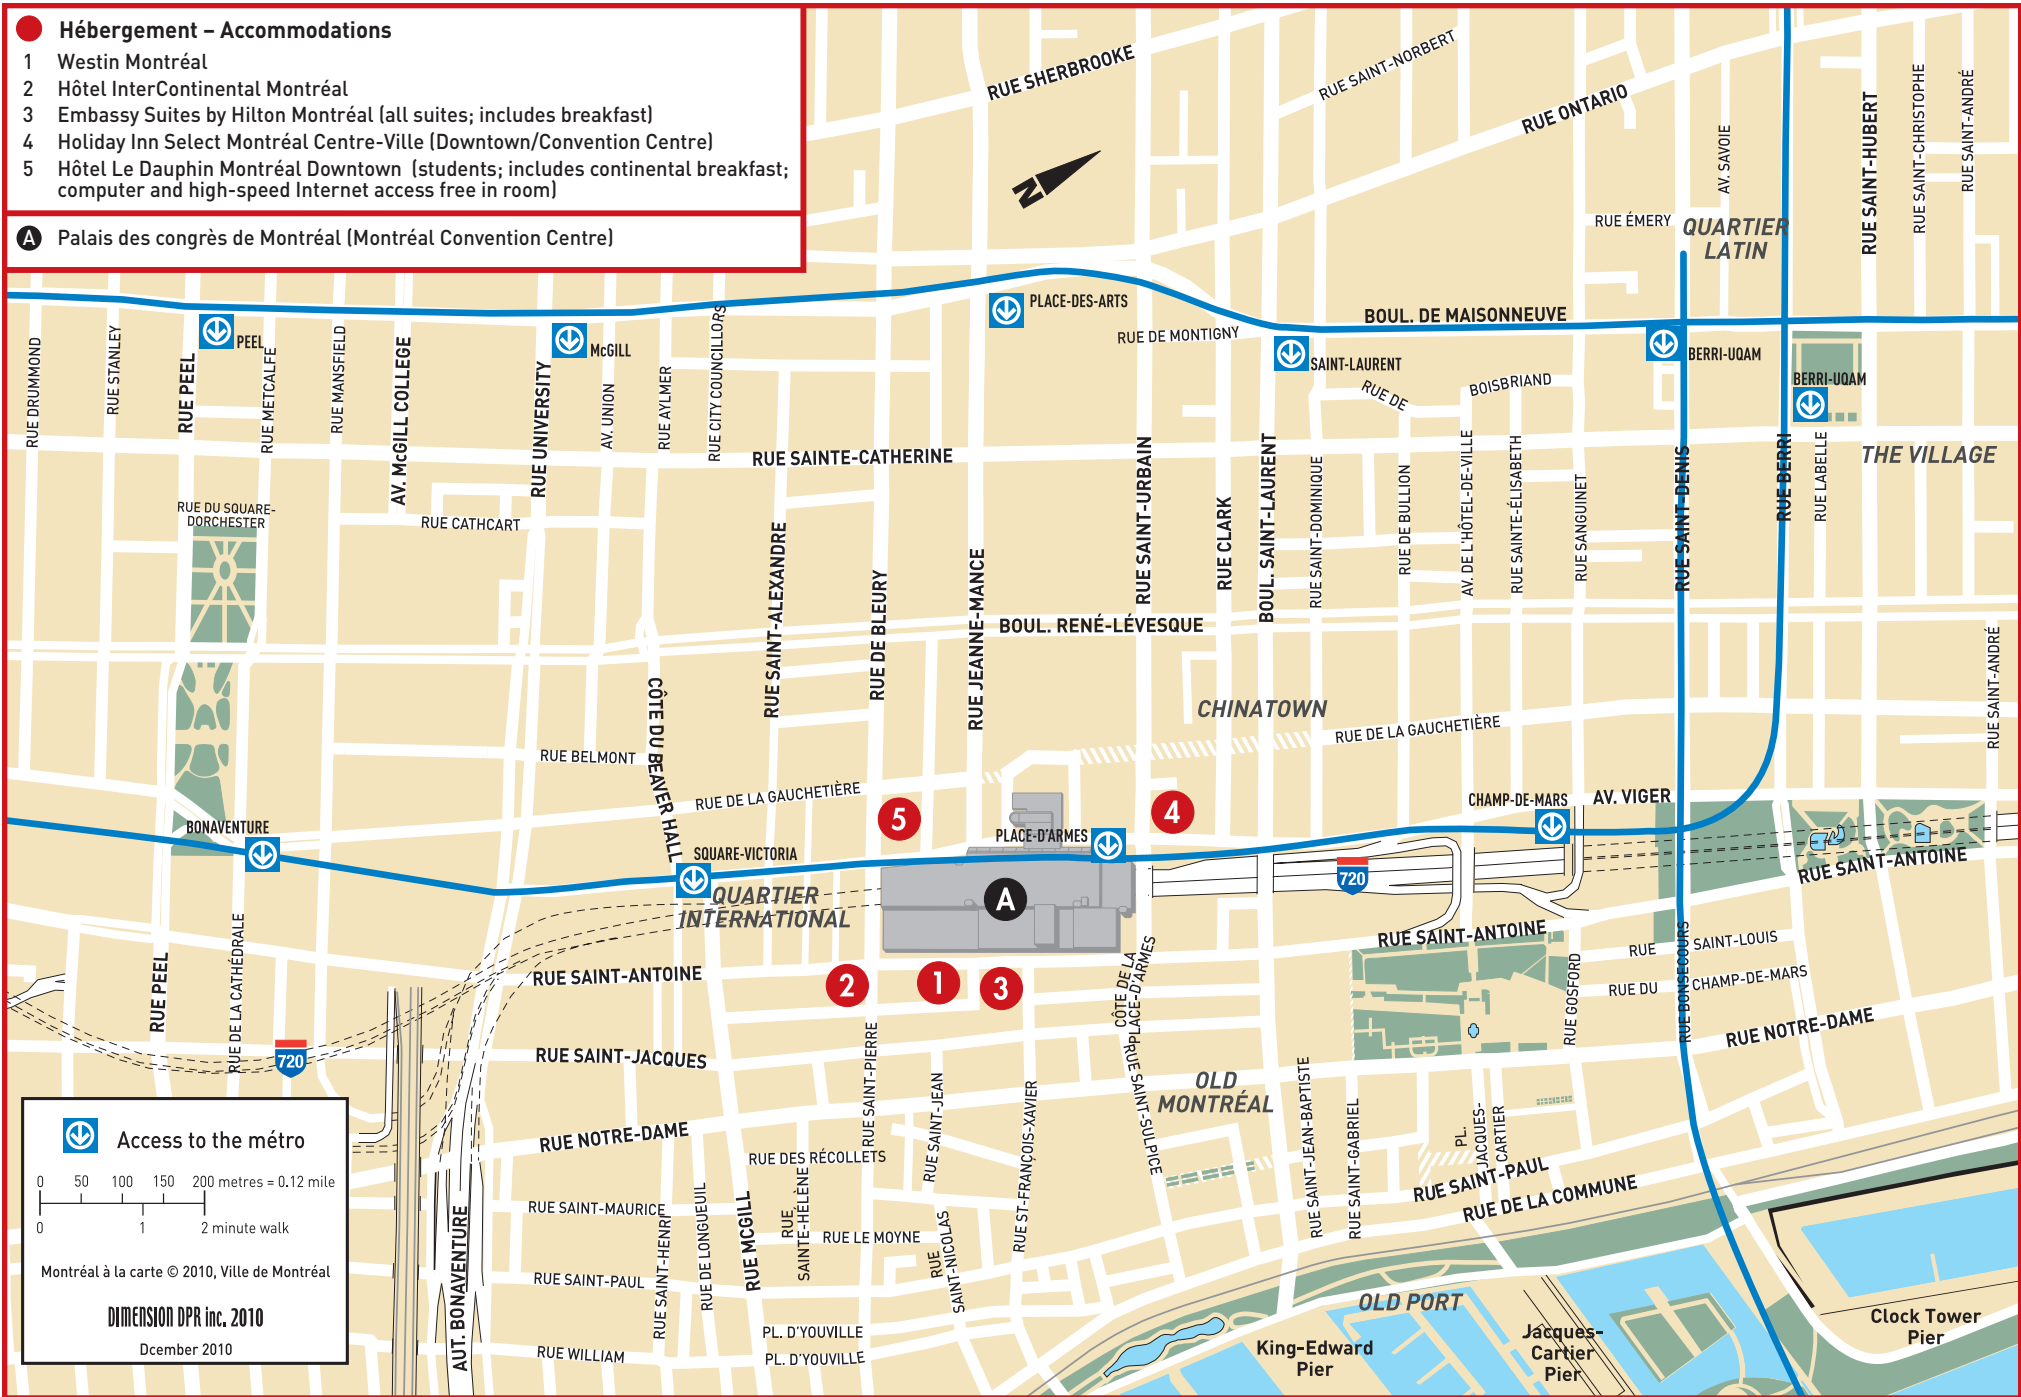 Hébergement – Accommodations
1 Westin Montréal
2 Hôtel InterContinental Montréal
3 Embassy Suites by Hilton Montréal (all suites; includes breakfast)
4 Holiday Inn Select Montréal Centre-Ville (Downtown/Convention Centre)
5 Hôtel Le Dauphin Montréal Downtown (students; includes continental breakfast;
computer and high-speed Internet access free in room)
A Palais des congrès de Montréal (Montréal Convention Centre)
RUE SHERBROOKE
RUE SAINT-NORBERT
RUE ONTARIO
AV. SAVOIE
RUE SAINT-HUBERT
RUE SAINT-CHRISTOPHE
RUE SAINT-ANDRÉ
N
RUE ÉMERY
QUARTIER
LATIN
PLACE-DES-ARTS
BOUL. DE MAISONNEUVE
RUE DE MONTIGNY
PEEL
McGILL
SAINT-LAURENT
BERRI-UQAM
BERRI-UQAM
RUE DRUMMOND
RUE STANLEY
RUE PEEL
RUE METCALFE
RUE MANSFIELD
AV. McGILL COLLEGE
RUE UNIVERSITY
AV. UNION
RUE AYLMER
RUE CITY COUNCILLORS
RUE DE
BOISBRIAND
RUE SAINTE-CATHERINE
THE VILLAGE
RUE SAINT-URBAIN
RUE CLARK
BOUL. SAINT-LAURENT
RUE SAINT-DOMINIQUE
RUE DE BULLION
AV. DE L'HÔTEL-DE-VILLE
RUE SAINTE-ÉLISABETH
RUE SANGUINET
RUE SAINT-DENIS
RUE BERRI
RUE LABELLE
RUE DU SQUARE-
DORCHESTER
RUE CATHCART
RUE SAINT-ALEXANDRE
RUE DE BLEURY
RUE JEANNE-MANCE
BOUL. RENÉ-LÉVESQUE
RUE SAINT-ANDRÉ
CÔTE DU BEAVER HALL
CHINATOWN
RUE DE LA GAUCHETIÈRE
RUE BELMONT
RUE DE LA GAUCHETIÈRE
5
4
BONAVENTURE
SQUARE-VICTORIA
PLACE-D'ARMES
CHAMP-DE-MARS
AV. VIGER
RUE SAINT-ANTOINE
720
A
QUARTIER
INTERNATIONAL
RUE SAINT-ANTOINE
RUE SAINT-ANTOINE
RUE
SAINT-LOUIS
RUE DU
CHAMP-DE-MARS
RUE NOTRE-DAME
RUE GOSFORD
RUE BONSECOURS
2
1
3
CÔTE DE LA
PLACE-D'ARMES
RUE PEEL
RUE DE LA CATHÉDRALE
720
RUE SAINT-JACQUES
RUE SAINT-PIERRE
RUE SAINT-JEAN
RUE ST-FRANÇOIS-XAVIER
RUE SAINT-SULPICE
OLD
MONTRÉAL
RUE SAINT-JEAN-BAPTISTE
RUE SAINT-GABRIEL
PL.
JACQUES-
CARTIER
RUE NOTRE-DAME
RUE DES RÉCOLLETS
RUE SAINT-MAURICE
RUE
SAINTE-HÉLÈNE
RUE LE MOYNE
RUE
SAINT-NICOLAS
RUE SAINT-PAUL
RUE DE LA COMMUNE
RUE SAINT-PAUL
RUE SAINT-HENRI
RUE DE LONGUEUIL
RUE MCGILL
AUT. BONAVENTURE
RUE WILLIAM
PL. D'YOUVILLE
PL. D'YOUVILLE
OLD PORT
King-Edward
Pier
Jacques-
Cartier
Pier
Clock Tower
Pier
Access to the métro
0 50 100 150 200 metres = 0.12 mile
0 1 2 minute walk
Montréal à la carte © 2010, Ville de Montréal
DIMENSION DPR inc. 2010
Dcember 2010